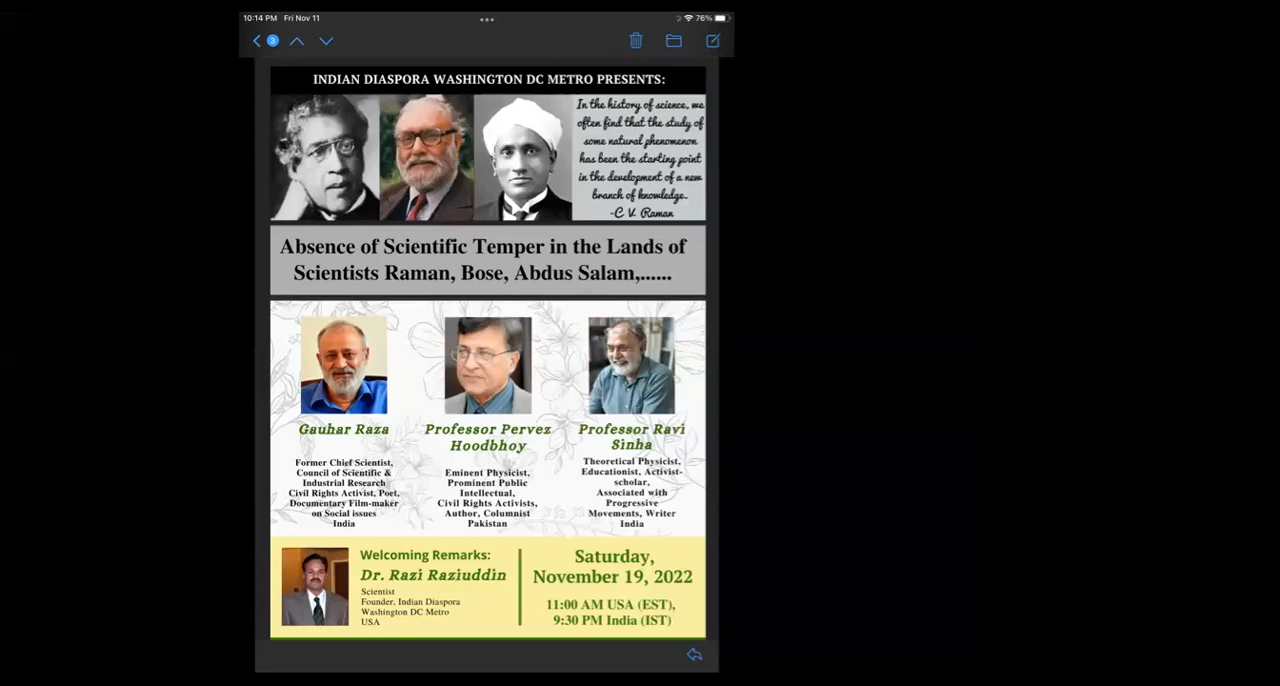 10:14 PM Fri Nov 11
76%
3
INDIAN DIASPORA WASHINGTON DC METRO PRESENTS:
In the history of science, we
often find that the study of
some natural phenomenon
has been the starting point
in the development of a new
branch of knowledge.
-C. V. Raman
Absence of Scientific Temper in the Lands of
Scientists Raman, Bose, Abdus Salam,......
Gauhar Raza
Former Chief Scientist,
Council of Scientific &
Industrial Research
Civil Rights Activist, Poet,
Documentary Film-maker
on Social issues
India
Professor Pervez
Hoodbhoy
Eminent Physicist,
Prominent Public
Intellectual,
Civil Rights Activists,
Author, Columnist
Pakistan
Professor Ravi
Sinha
Theoretical Physicist,
Educationist, Activist-
scholar,
Associated with
Progressive
Movements, Writer
India
Welcoming Remarks:
Dr. Razi Raziuddin
Scientist
Founder, Indian Diaspora
Washington DC Metro
USA
Saturday,
November 19, 2022
11:00 AM USA (EST),
9:30 PM India (IST)